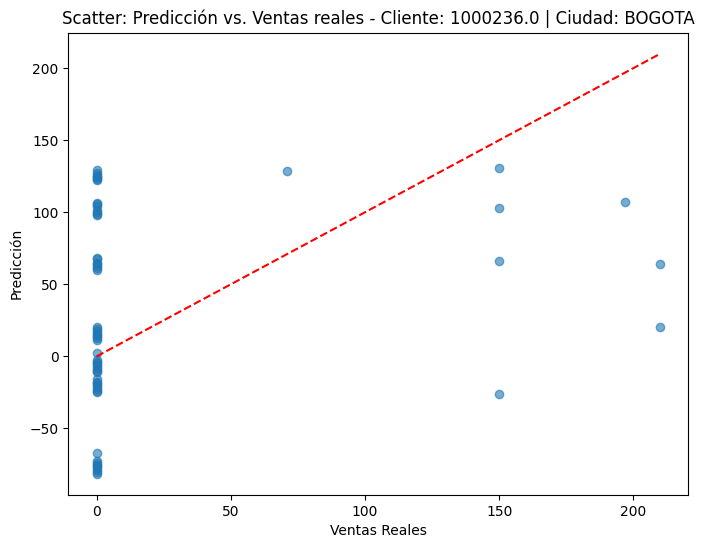 Scatter: Predicción vs. Ventas reales - Cliente: 1000236.0 | Ciudad: BOGOTA
200
150
100
50
0
−50
Predicción
0 50 100 150 200
Ventas Reales